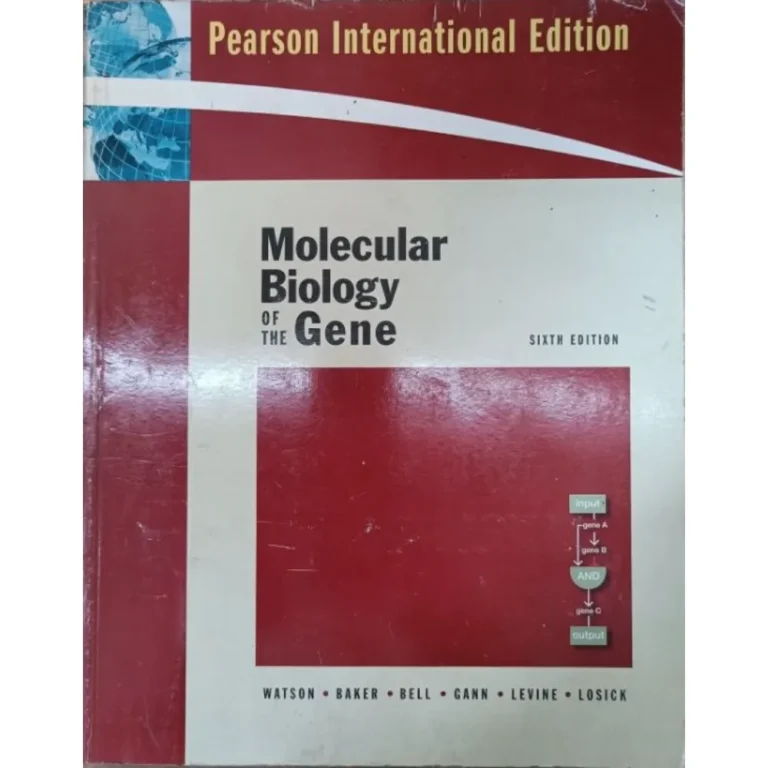 Pearson International Edition
Molecular
Biology
OF THE Gene
SIXTH EDITION
input
gene A
gene B
AND
gene C
output
WATSON • BAKER • BELL • GANN • LEVINE • LOSICK